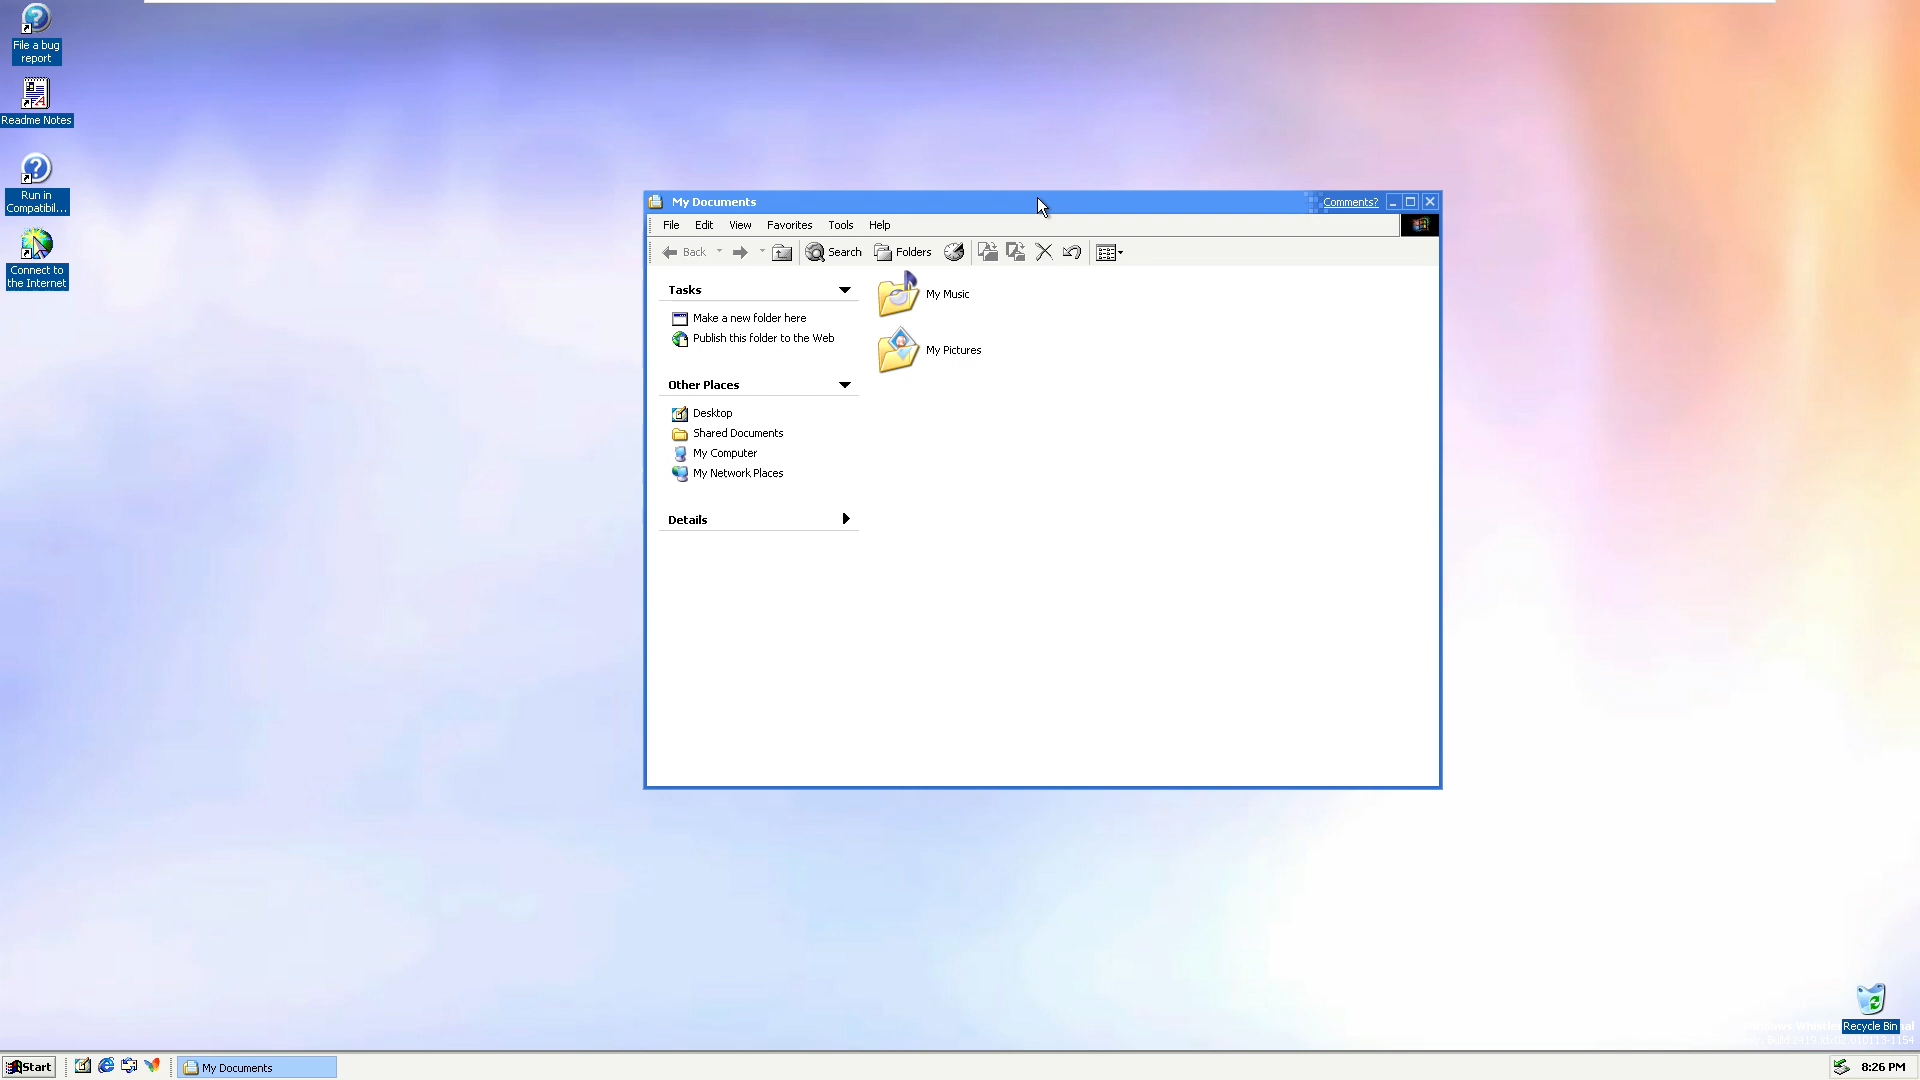 File a bug
report
Readme Notes
Run in
Compatibil...
Connect to
the Internet
My Documents
Comments?
File Edit View Favorites Tools Help
Back Search Folders
Tasks
Make a new folder here
Publish this folder to the Web
Other Places
Desktop
Shared Documents
My Computer
My Network Places
Details
My Music
My Pictures
Recycle Bin
Start
My Documents
8:26 PM